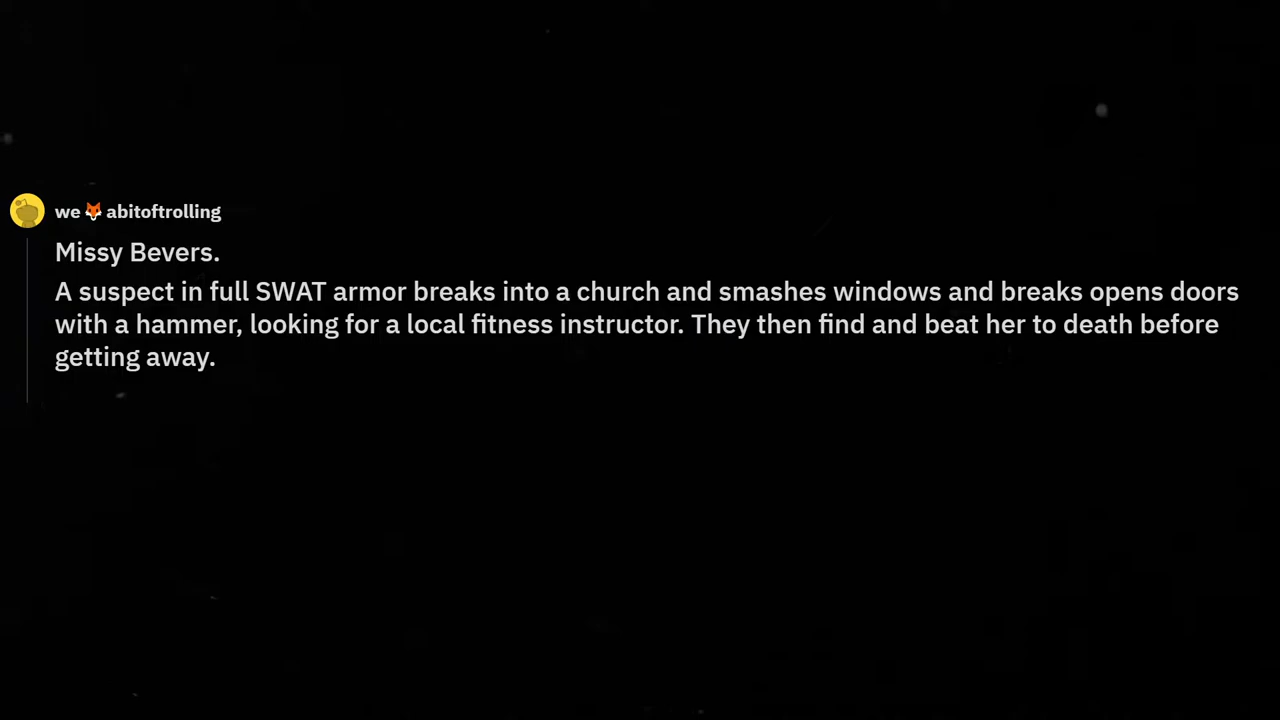 we 🦊 abitoftrolling
Missy Bevers.
A suspect in full SWAT armor breaks into a church and smashes windows and breaks opens doors
with a hammer, looking for a local fitness instructor. They then find and beat her to death before
getting away.